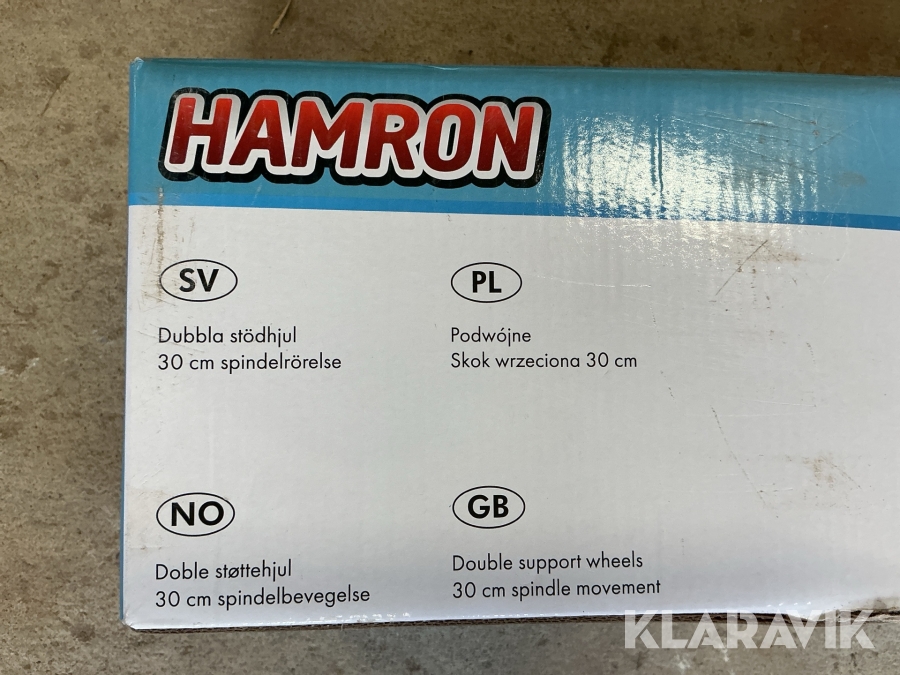 HAMRON
SV
Dubbla stödhjul
30 cm spindelrörelse
PL
Podwójne
Skok wrzeciona 30 cm
NO
Doble støttehjul
30 cm spindelbevegelse
GB
Double support wheels
30 cm spindle movement
KLARAVIK